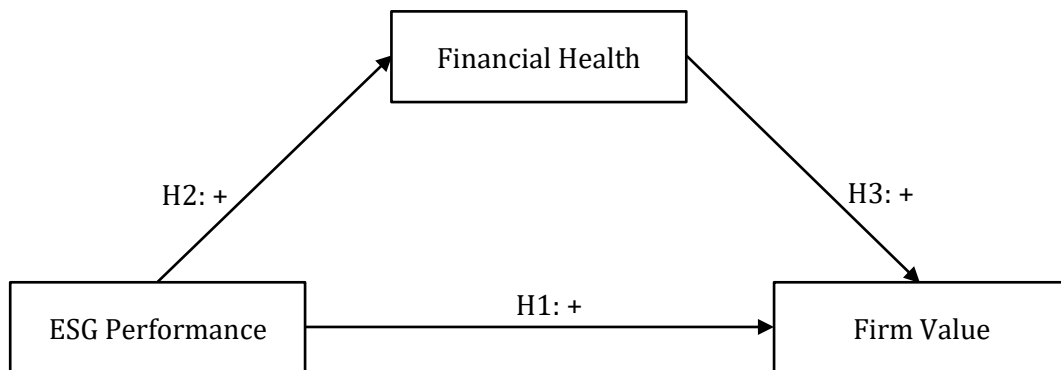 Financial Health
H2: +
H3: +
H1: +
ESG Performance
Firm Value